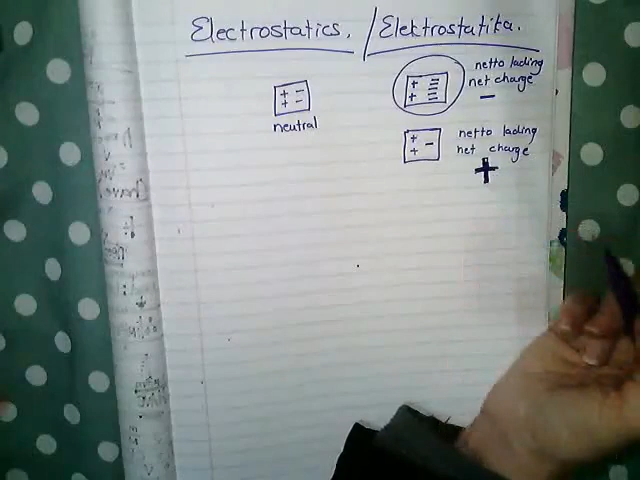 Electrostatics. / Elektrostatika.
+ -
+ -
neutral
+
+
netto lading
net charge
-
+ -
+
netto lading
net charge
+